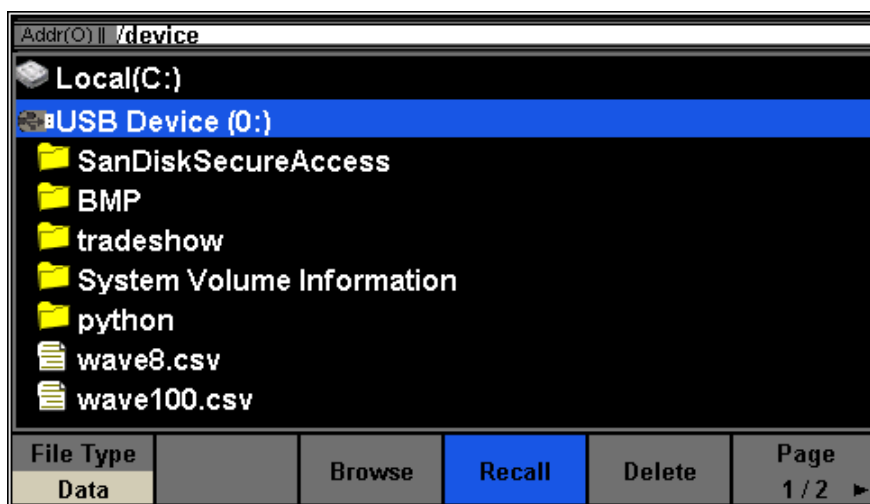 Addr(O) || /device
Local(C:)
USB Device (0:)
SanDiskSecureAccess
BMP
tradeshow
System Volume Information
python
wave8.csv
wave100.csv
File Type
Data
Browse
Recall
Delete
Page
1/2 ►